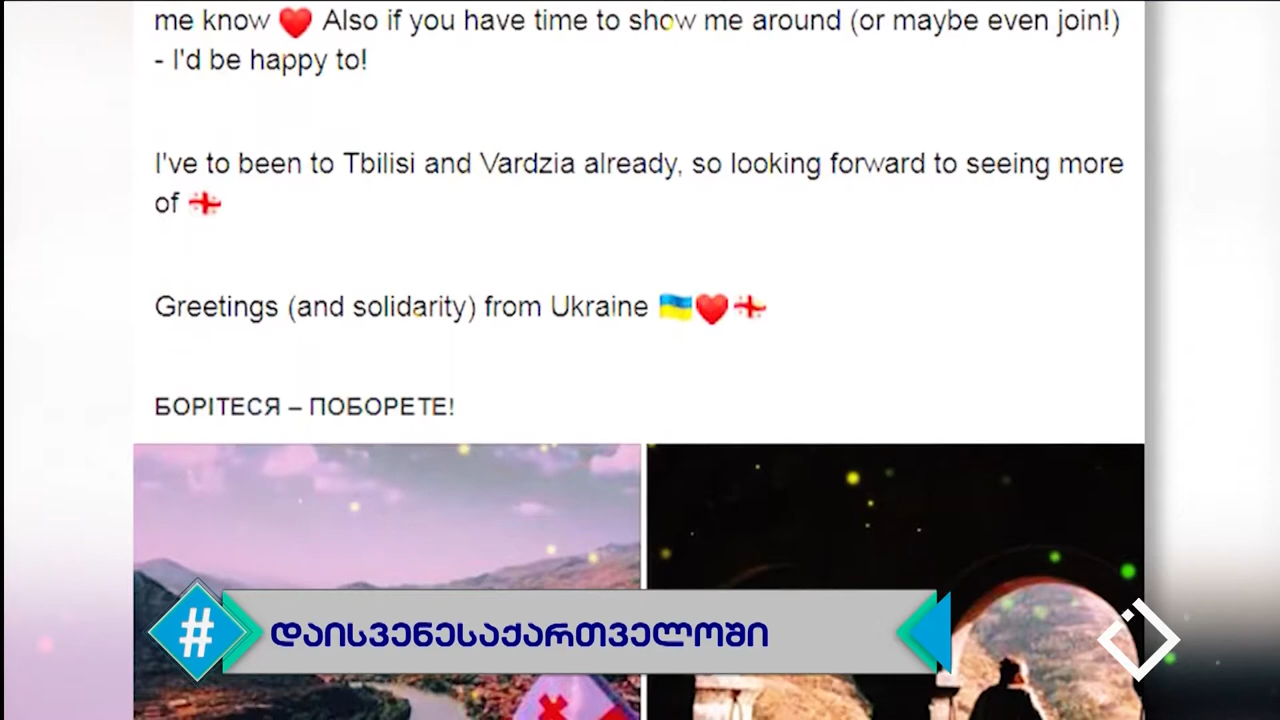 me know ❤️ Also if you have time to show me around (or maybe even join!)
- I'd be happy to!
I've to been to Tbilisi and Vardzia already, so looking forward to seeing more
of 🇬🇪
Greetings (and solidarity) from Ukraine 🇺🇦❤️🇬🇪
БОРІТЕСЯ – ПОБОРЕТЕ!
# დაისვენესაქართველოში